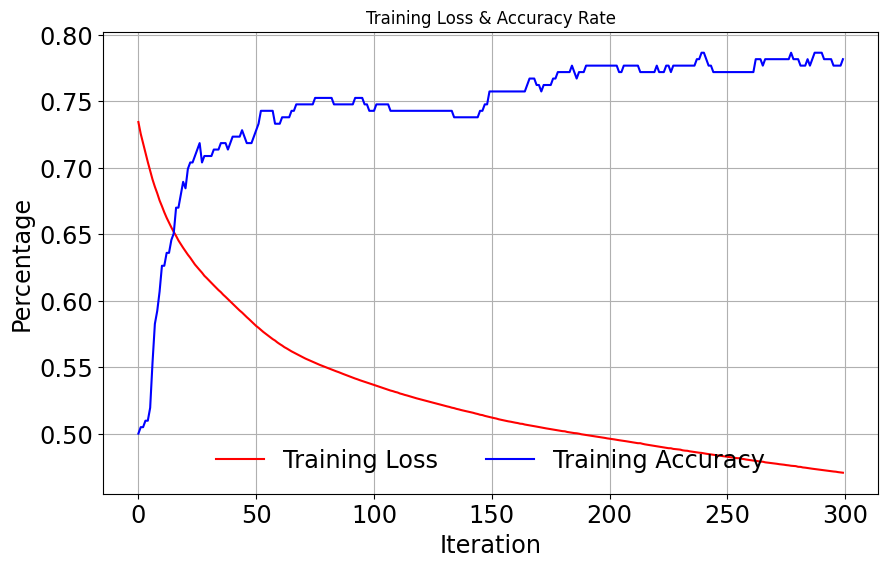 Training Loss & Accuracy Rate
0.80
0.75
0.70
0.65
0.60
0.55
0.50
Percentage
Training Loss
Training Accuracy
0
50
100
150
200
250
300
Iteration